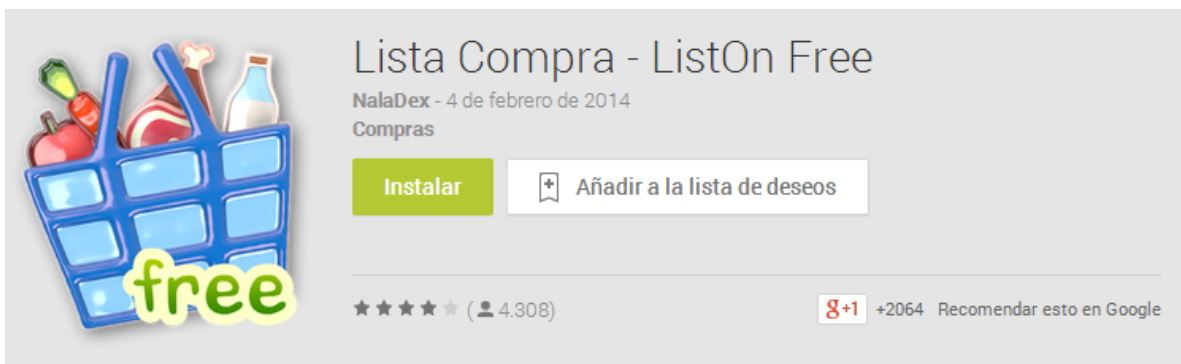 Lista Compra - ListOn Free
NalaDex - 4 de febrero de 2014
Compras
Instalar
Añadir a la lista de deseos
free
(4.308)
g+1 +2064 Recomendar esto en Google